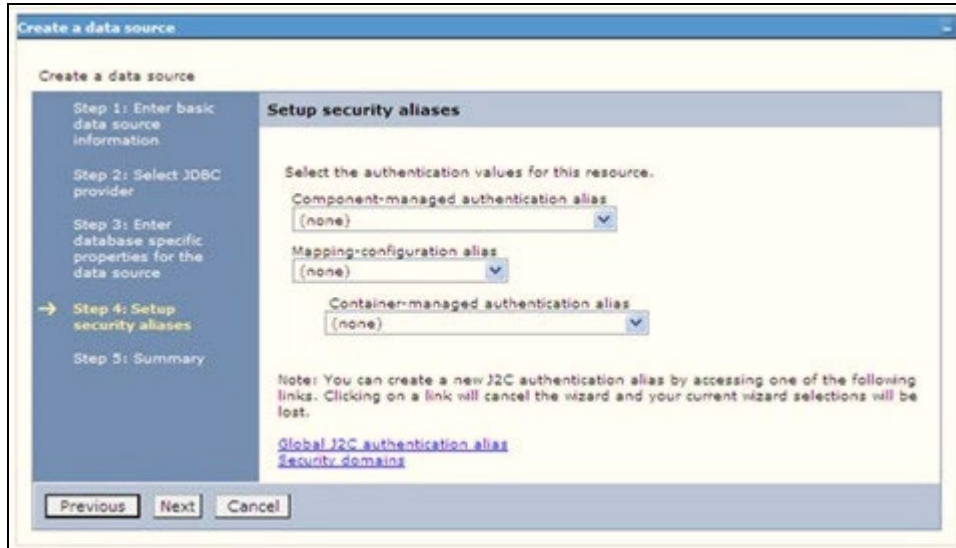 Create a data source
Create a data source
Step 1: Enter basic
data source
information
Step 2: Select JDBC
provider
Step 3: Enter
database specific
properties for the
data source
Step 4: Setup
security aliases
Step 5: Summary
Setup security aliases
Select the authentication values for this resource.
Component-managed authentication alias
(none)
Mapping-configuration alias
(none)
Container-managed authentication alias
(none)
Note: You can create a new J2C authentication alias by accessing one of the following
links. Clicking on a link will cancel the wizard and your current wizard selections will be
lost.
Global J2C authentication alias
Security domains
Previous Next Cancel